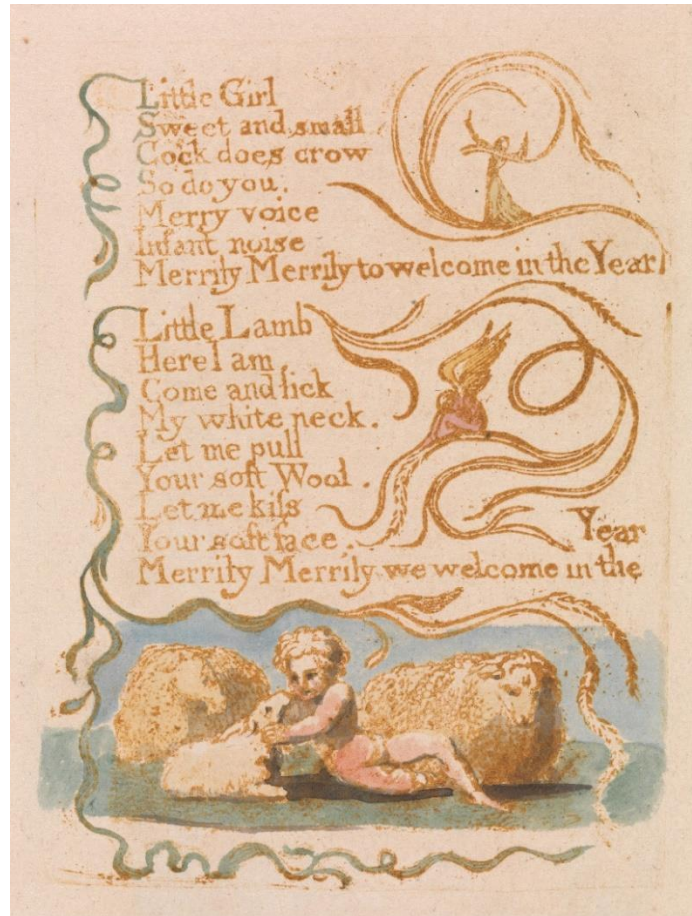 Little Girl
Sweet and small
Cock does crow
So do you.
Merry voice
Infant noise
Merrily Merrily to welcome in the Year
Little Lamb
Here I am
Come and lick
My white neck.
Let me pull
Your soft Wool.
Let me kiſs
Your soft face.
Year
Merrily Merrily we welcome in the